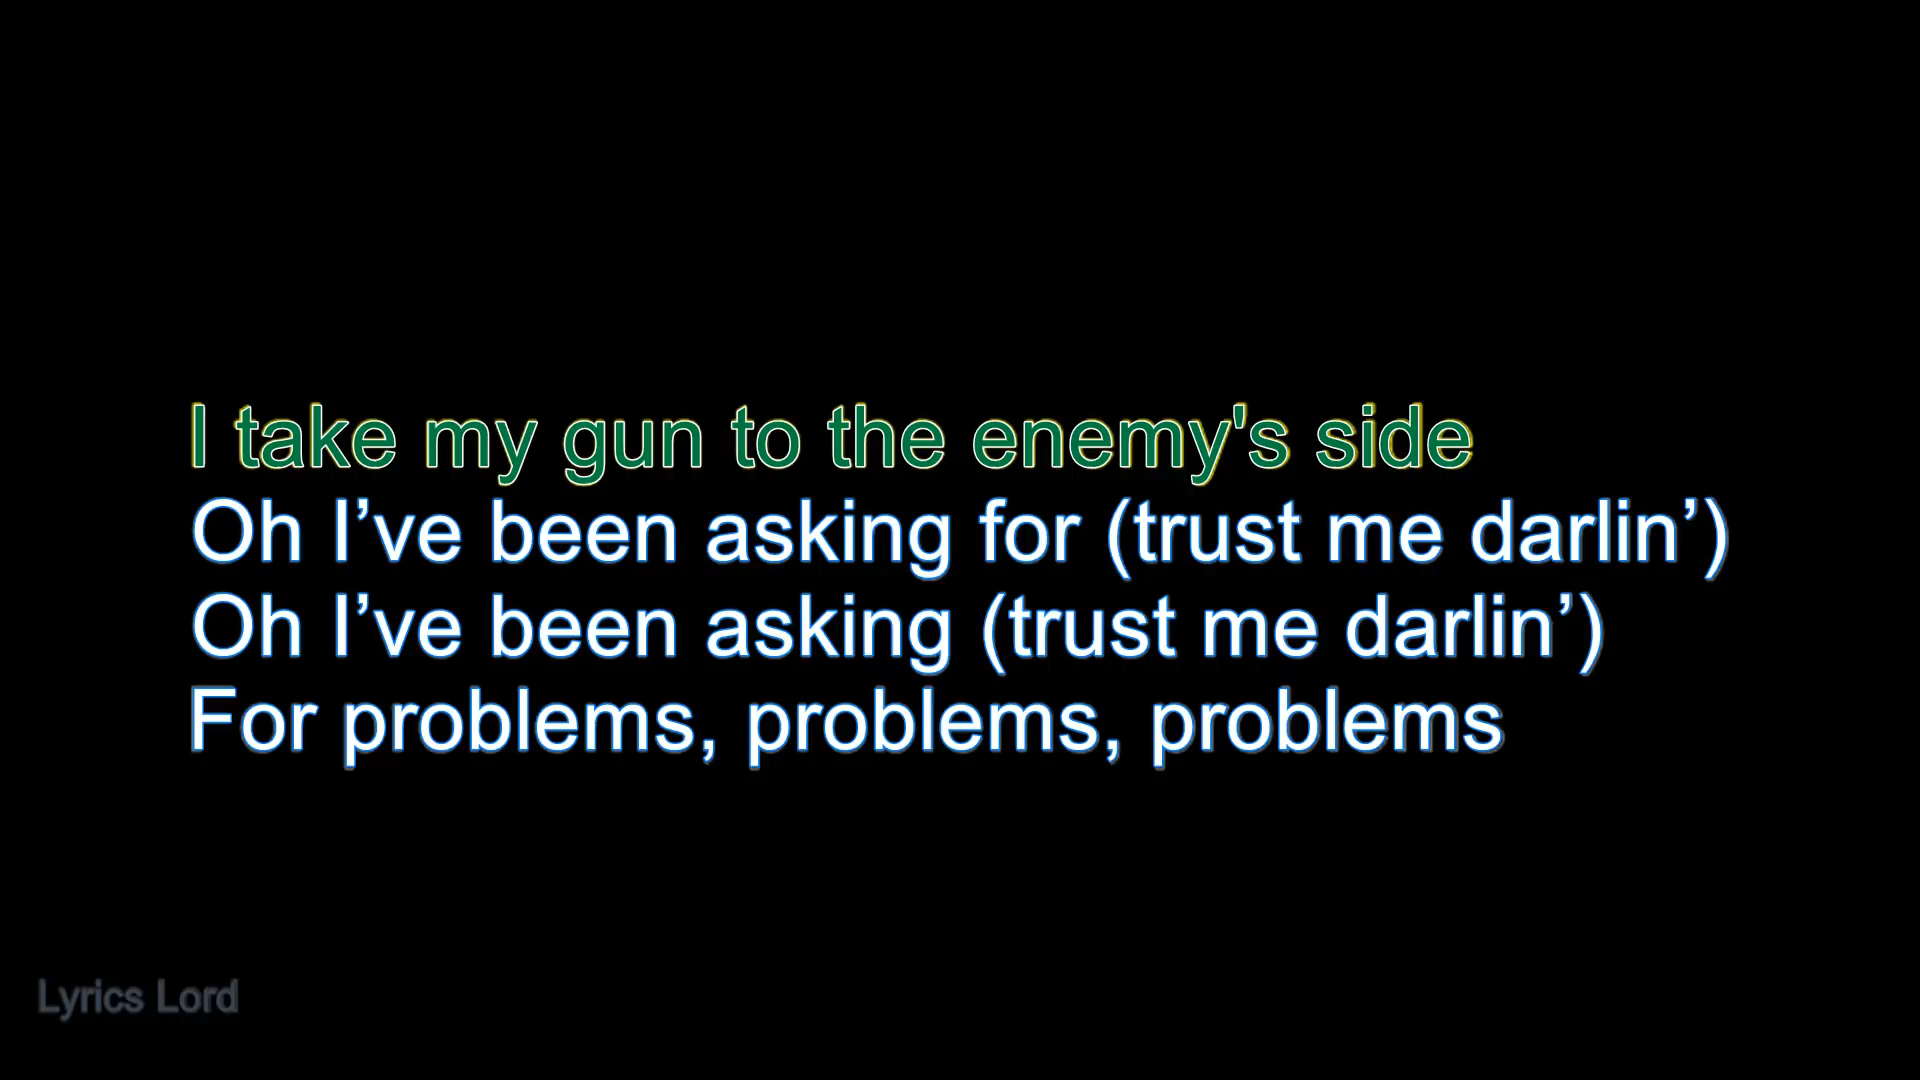 I take my gun to the enemy's side
Oh I’ve been asking for (trust me darlin’)
Oh I’ve been asking (trust me darlin’)
For problems, problems, problems
Lyrics Lord